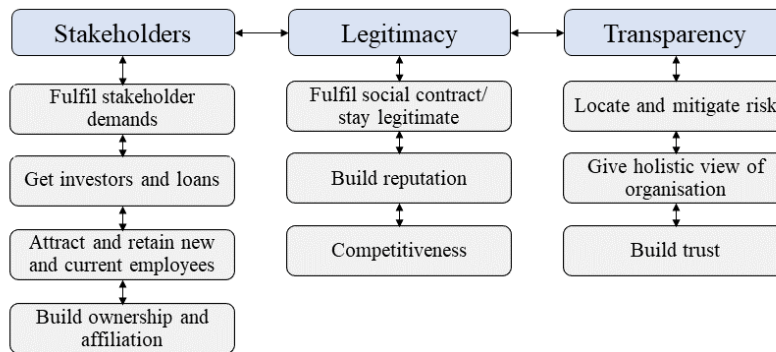 Stakeholders
Legitimacy
Transparency
Fulfil stakeholder
demands
Get investors and loans
Attract and retain new
and current employees
Build ownership and
affiliation
Fulfil social contract/
stay legitimate
Build reputation
Competitiveness
Locate and mitigate risk
Give holistic view of
organisation
Build trust